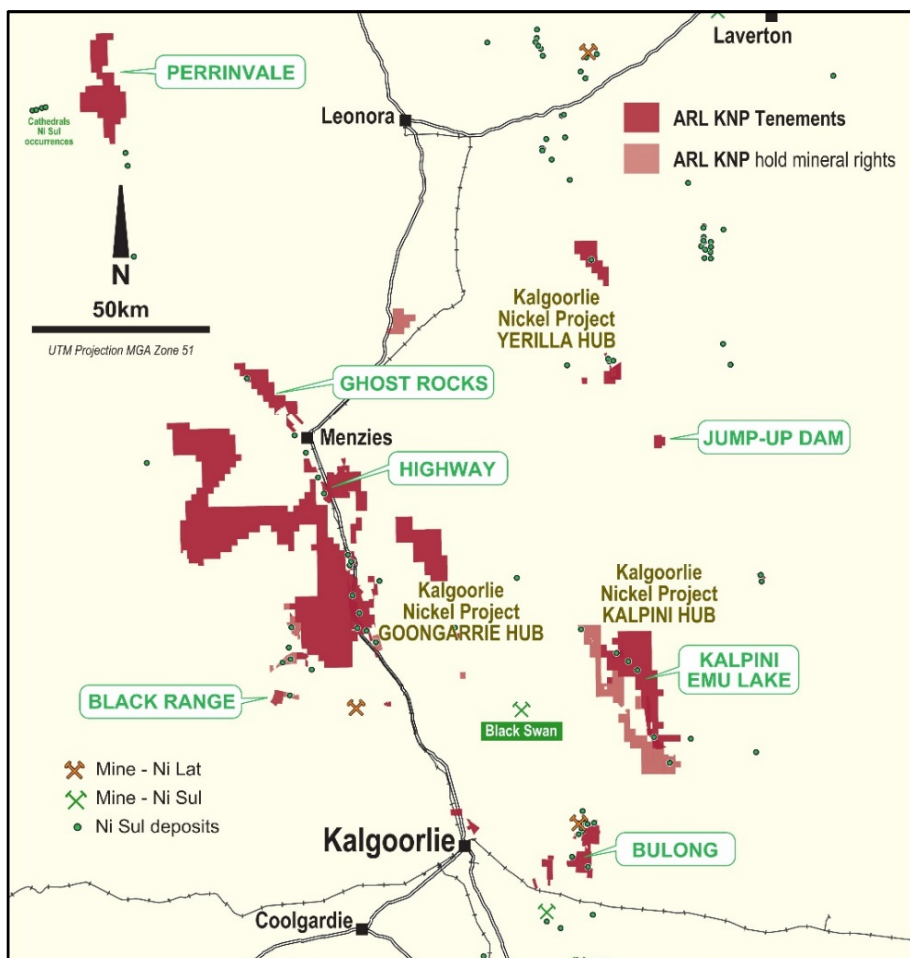 Laverton
PERRINVALE
Cathedrals
Ni Sul
occurrences
Leonora
ARL KNP Tenements
ARL KNP hold mineral rights
N
50km
UTM Projection MGA Zone 51
Kalgoorlie
Nickel Project
YERILLA HUB
GHOST ROCKS
Menzies
JUMP-UP DAM
HIGHWAY
Kalgoorlie
Nickel Project
GOONGARRIE HUB
Kalgoorlie
Nickel Project
KALPINI HUB
KALPINI
EMU LAKE
BLACK RANGE
Black Swan
Mine - Ni Lat
Mine - Ni Sul
Ni Sul deposits
Kalgoorlie
BULONG
Coolgardie